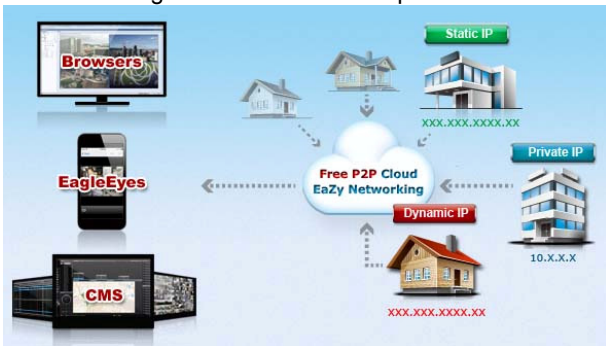 Browsers
EagleEyes
CMS
Free P2P Cloud
EaZy Networking
Static IP
xxx.xxx.xxxx.xx
Private IP
10.X.X.X
Dynamic IP
xxx.xxx.xxxx.xx